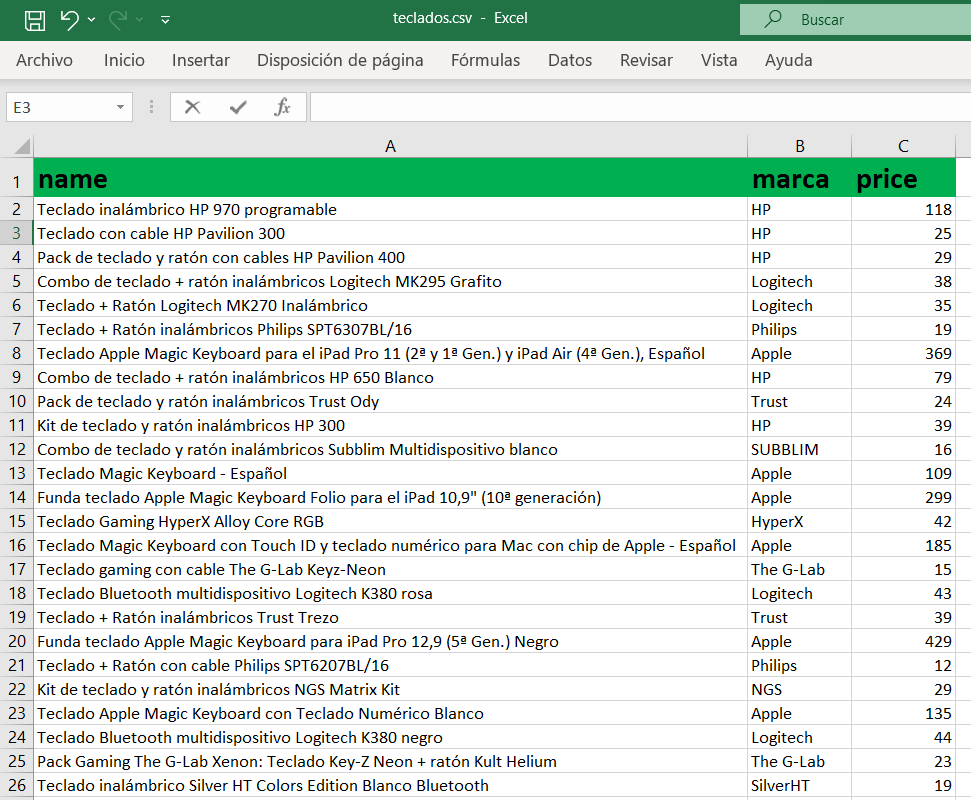 teclados.csv - Excel
Buscar
Archivo Inicio Insertar Disposición de página Fórmulas Datos Revisar Vista Ayuda
E3 fx
A B C
1 name marca price
2 Teclado inalámbrico HP 970 programable HP 118
3 Teclado con cable HP Pavilion 300 HP 25
4 Pack de teclado y ratón con cables HP Pavilion 400 HP 29
5 Combo de teclado + ratón inalámbricos Logitech MK295 Grafito Logitech 38
6 Teclado + Ratón Logitech MK270 Inalámbrico Logitech 35
7 Teclado + Ratón inalámbricos Philips SPT6307BL/16 Philips 19
8 Teclado Apple Magic Keyboard para el iPad Pro 11 (2ª y 1ª Gen.) y iPad Air (4ª Gen.), Español Apple 369
9 Combo de teclado + ratón inalámbricos HP 650 Blanco HP 79
10 Pack de teclado y ratón inalámbricos Trust Ody Trust 24
11 Kit de teclado y ratón inalámbricos HP 300 HP 39
12 Combo de teclado y ratón inalámbricos Subblim Multidispositivo blanco SUBBLIM 16
13 Teclado Magic Keyboard - Español Apple 109
14 Funda teclado Apple Magic Keyboard Folio para el iPad 10,9" (10ª generación) Apple 299
15 Teclado Gaming HyperX Alloy Core RGB HyperX 42
16 Teclado Magic Keyboard con Touch ID y teclado numérico para Mac con chip de Apple - Español Apple 185
17 Teclado gaming con cable The G-Lab Keyz-Neon The G-Lab 15
18 Teclado Bluetooth multidispositivo Logitech K380 rosa Logitech 43
19 Teclado + Ratón inalámbricos Trust Trezo Trust 39
20 Funda teclado Apple Magic Keyboard para iPad Pro 12,9 (5ª Gen.) Negro Apple 429
21 Teclado + Ratón con cable Philips SPT6207BL/16 Philips 12
22 Kit de teclado y ratón inalámbricos NGS Matrix Kit NGS 29
23 Teclado Apple Magic Keyboard con Teclado Numérico Blanco Apple 135
24 Teclado Bluetooth multidispositivo Logitech K380 negro Logitech 44
25 Pack Gaming The G-Lab Xenon: Teclado Key-Z Neon + ratón Kult Helium The G-Lab 23
26 Teclado inalámbrico Silver HT Colors Edition Blanco Bluetooth SilverHT 19